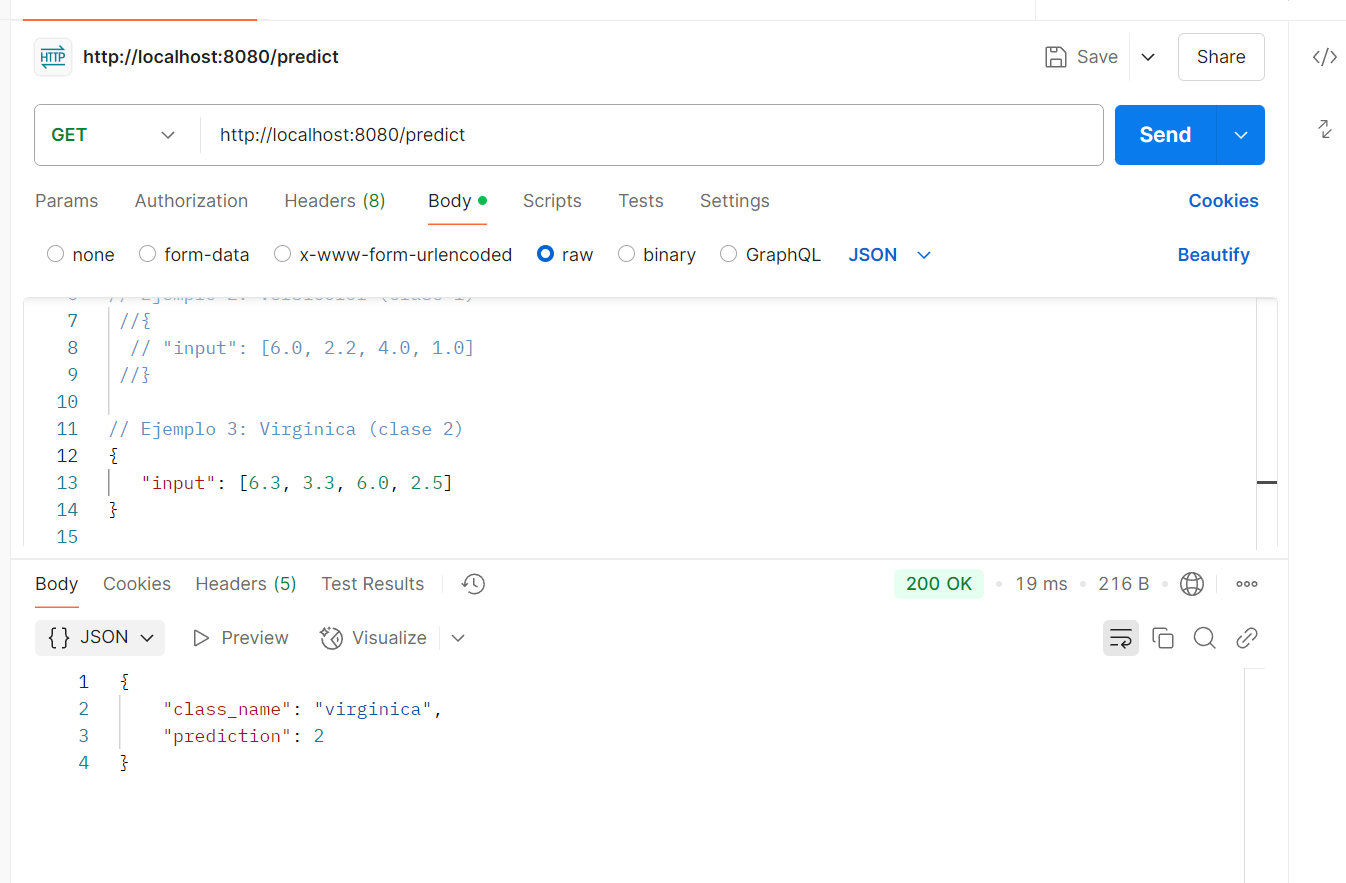 HTTP http://localhost:8080/predict Save Share
GET http://localhost:8080/predict Send
Params Authorization Headers (8) Body Scripts Tests Settings Cookies
none form-data x-www-form-urlencoded raw binary GraphQL JSON Beautify
7 //{
8 // "input": [6.0, 2.2, 4.0, 1.0]
9 //}
10
11 // Ejemplo 3: Virginica (clase 2)
12 {
13 "input": [6.3, 3.3, 6.0, 2.5]
14 }
15
Body Cookies Headers (5) Test Results 200 OK 19 ms 216 B
{} JSON Preview Visualize
1 {
2 "class_name": "virginica",
3 "prediction": 2
4 }